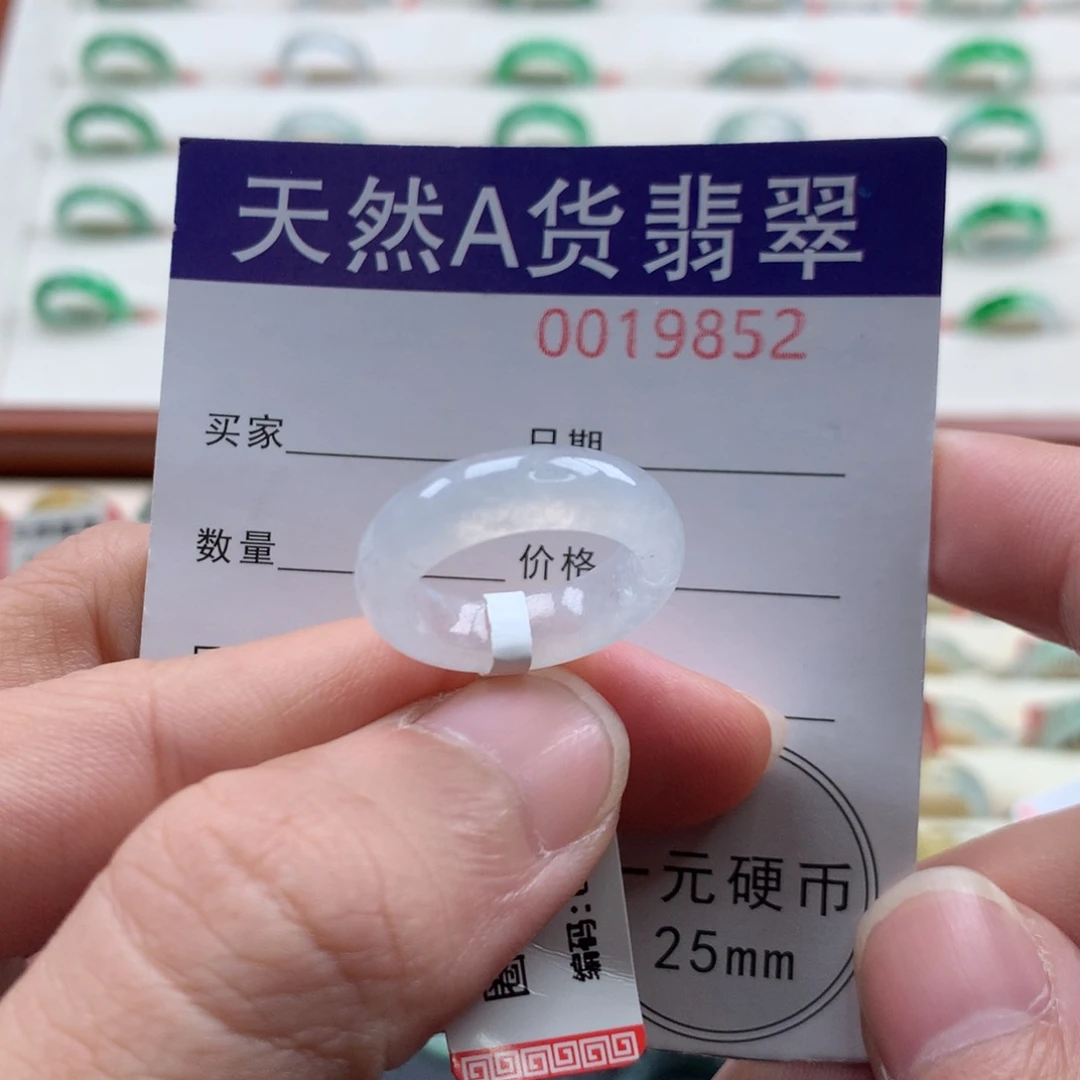 天然A货翡翠
0019852
买家 日期
数量 价格
一元硬币
25mm
编码: